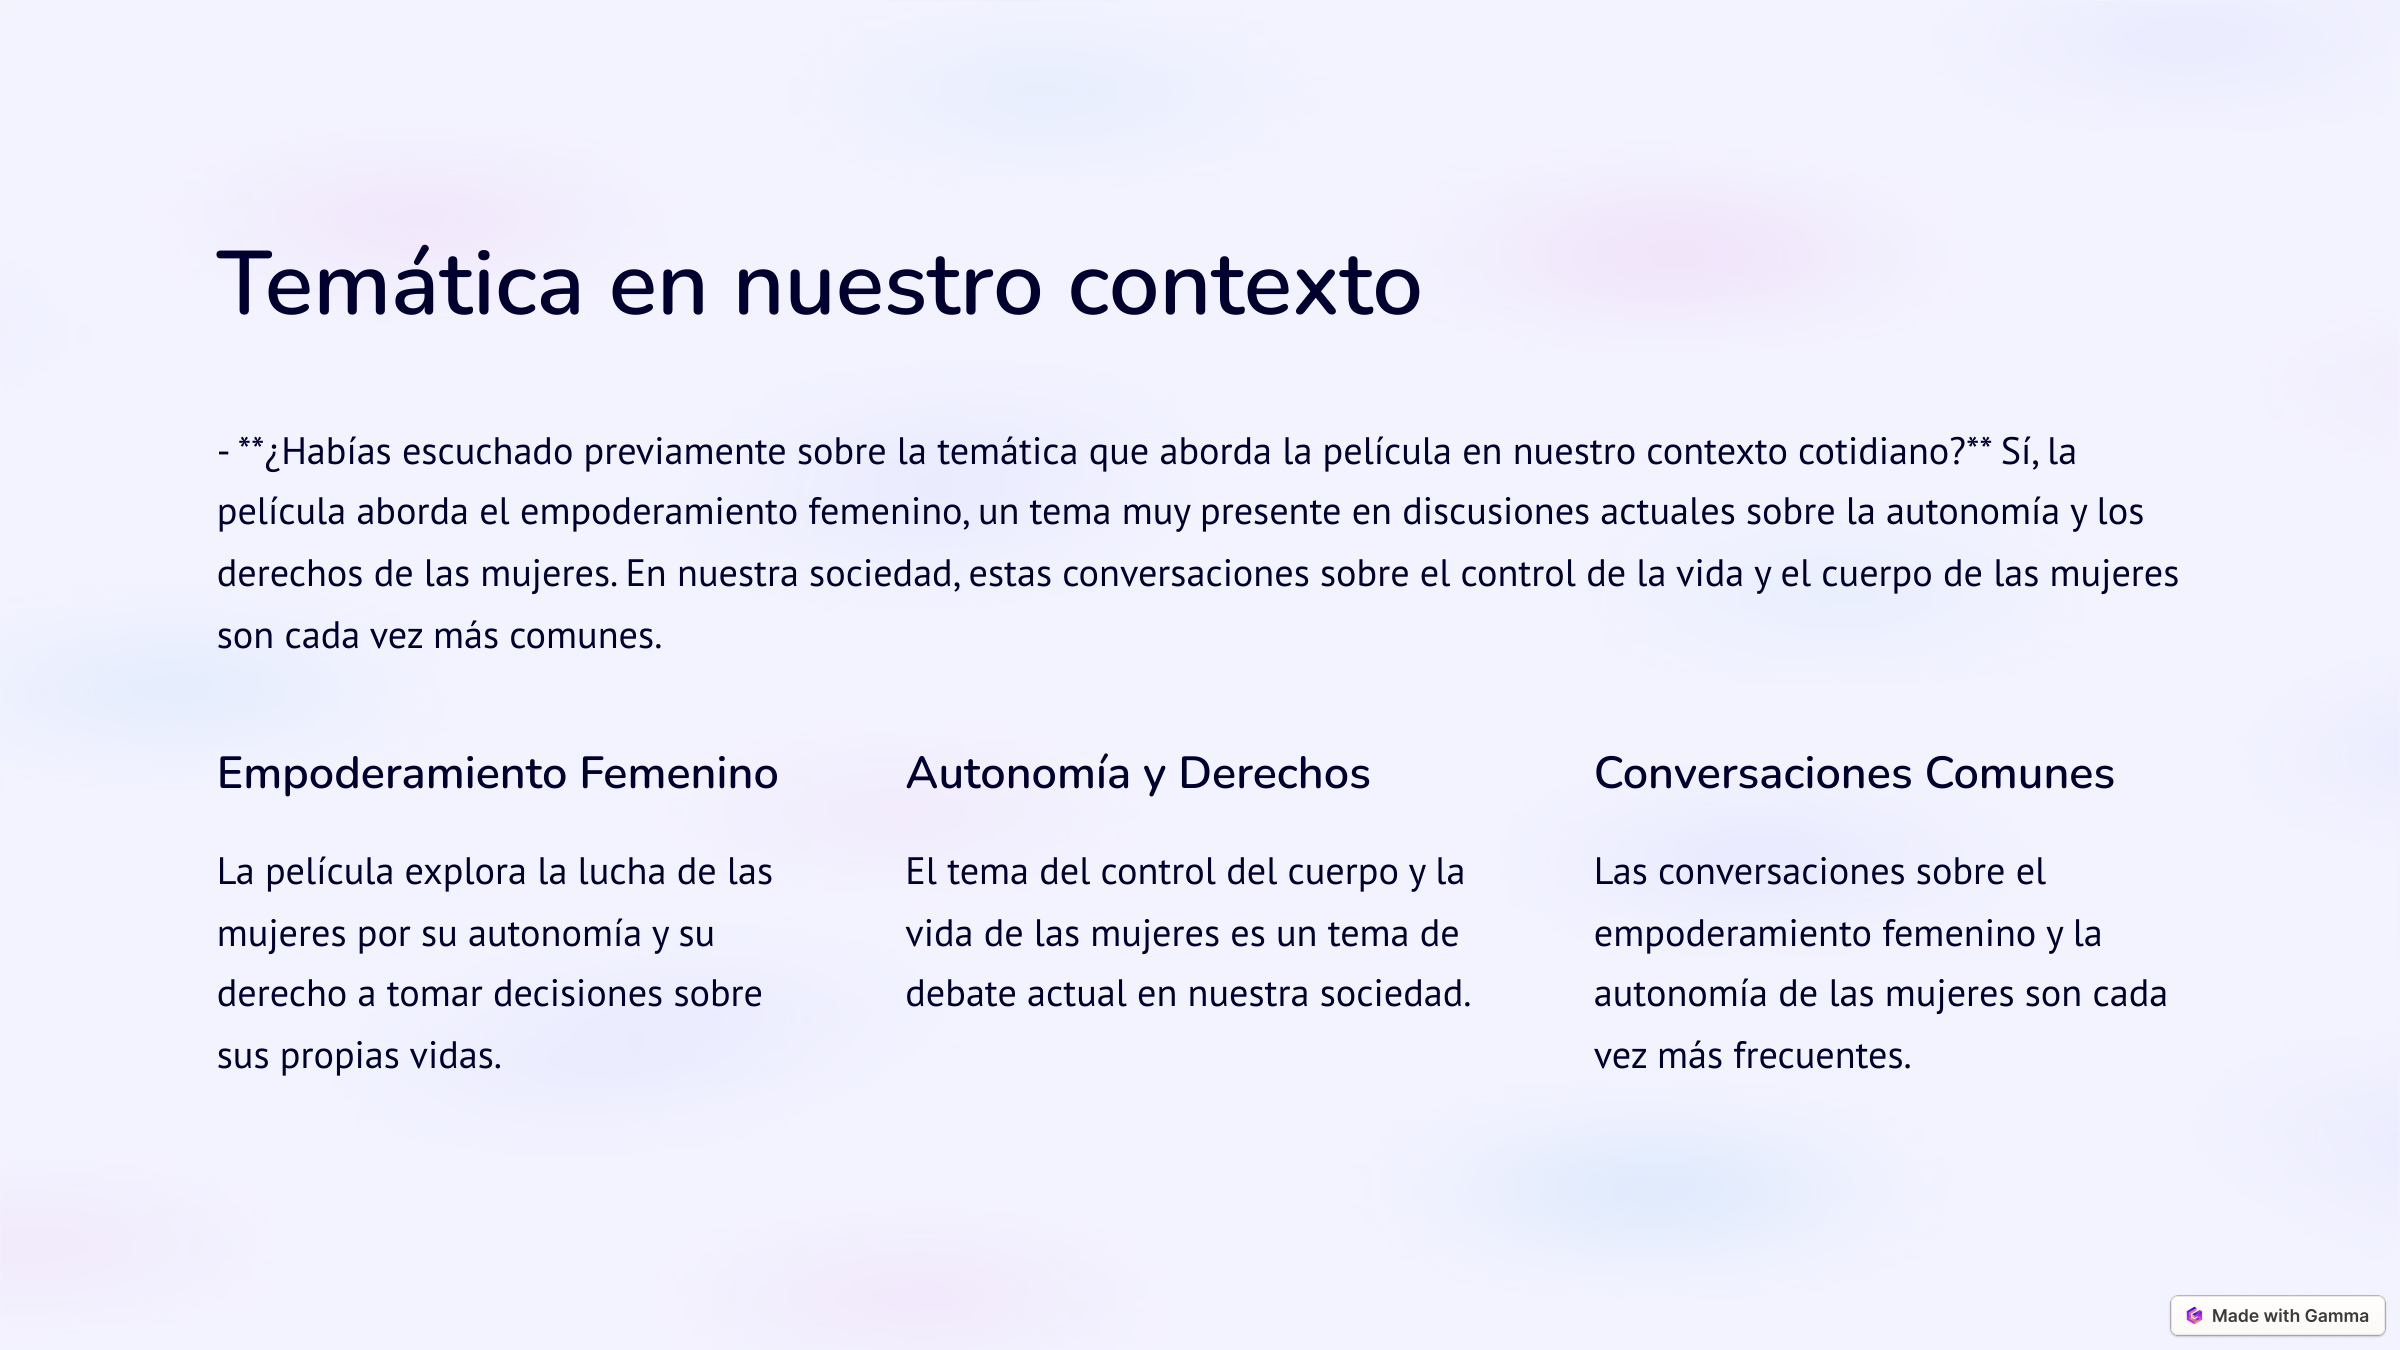 Temática en nuestro contexto
- **¿Habías escuchado previamente sobre la temática que aborda la película en nuestro contexto cotidiano?** Sí, la
película aborda el empoderamiento femenino, un tema muy presente en discusiones actuales sobre la autonomía y los
derechos de las mujeres. En nuestra sociedad, estas conversaciones sobre el control de la vida y el cuerpo de las mujeres
son cada vez más comunes.
Empoderamiento Femenino
La película explora la lucha de las
mujeres por su autonomía y su
derecho a tomar decisiones sobre
sus propias vidas.
Autonomía y Derechos
El tema del control del cuerpo y la
vida de las mujeres es un tema de
debate actual en nuestra sociedad.
Conversaciones Comunes
Las conversaciones sobre el
empoderamiento femenino y la
autonomía de las mujeres son cada
vez más frecuentes.
Made with Gamma